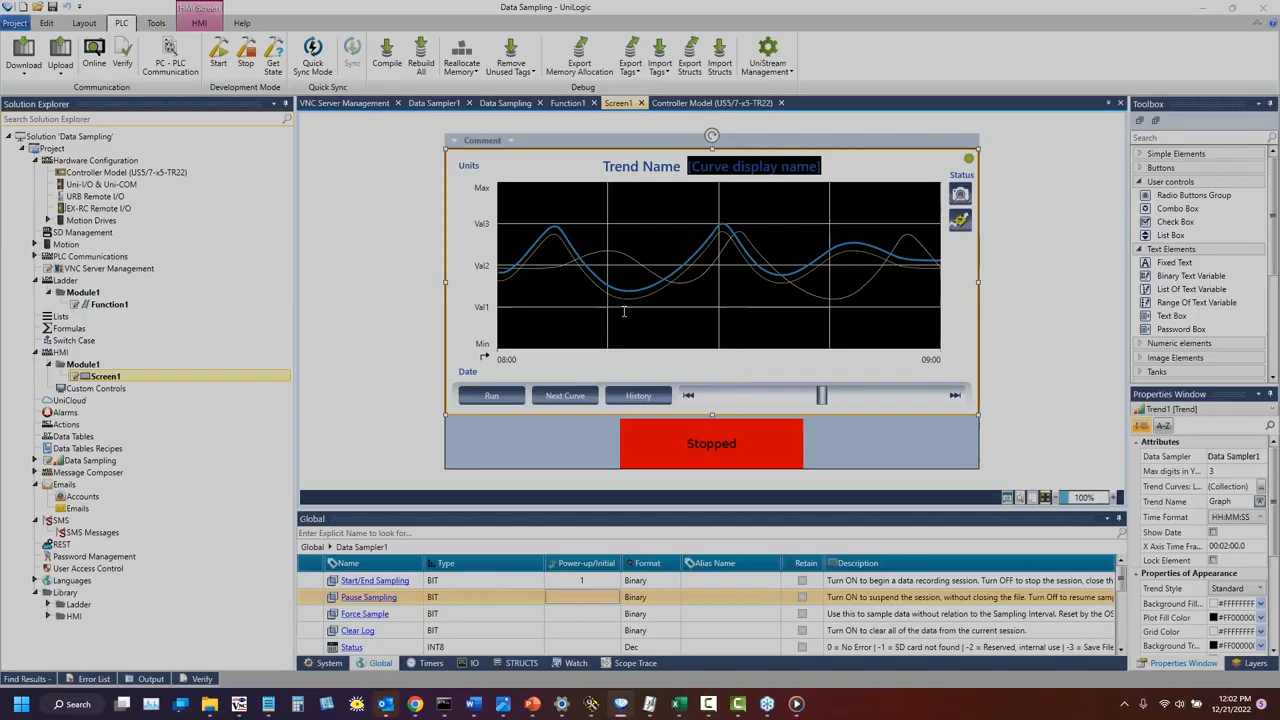 HMI Screen
Data Sampling - UniLogic
Project Edit Layout PLC Tools HMI Help
Download Upload Online Verify PC - PLC Communication Start Stop Get State Quick Sync Mode Sync Compile Rebuild All Reallocate Memory Remove Unused Tags Export Memory Allocation Export Tags Import Tags Export Structs Import Structs UniStream Management
Communication Development Mode Quick Sync Debug
Solution Explorer
Search Solution Explorer
Solution 'Data Sampling'
Project
Hardware Configuration
Controller Model (US5/7-x5-TR22)
Uni-I/O & Uni-COM
URB Remote I/O
EX-RC Remote I/O
Motion Drives
SD Management
Motion
PLC Communications
VNC Server Management
Ladder
Module1
Function1
Lists
Formulas
Switch Case
HMI
Module1
Screen1
Custom Controls
UniCloud
Alarms
Actions
Data Tables
Data Tables Recipes
Data Sampling
Message Composer
Emails
Accounts
Emails
SMS
SMS Messages
REST
Password Management
User Access Control
Languages
Library
Ladder
HMI
VNC Server Management Data Sampler1 Data Sampling Function1 Screen1 Controller Model (US5/7-x5-TR22)
Comment
Units Trend Name [Curve display name]
Status
Max
Val3
Val2
Val1
Min
08:00 09:00
Date
Run Next Curve History
Stopped
100%
Global
Enter Explicit Name to look for...
Global Data Sampler1
Name Type Power-up/Initial Format Alias Name Retain Description
Start/End Sampling BIT 1 Binary Turn ON to begin a data recording session. Turn OFF to stop the session, close th
Pause Sampling BIT Binary Turn ON to suspend the session, without closing the file. Turn Off to resume samp
Force Sample BIT Binary Use this to sample data without relation to the Sampling Interval. Reset by the OS
Clear Log BIT Binary Turn ON to clear all of the data from the current session.
Status INT8 Dec 0 = No Error | -1 = SD card not found | -2 = Reserved, internal use | -3 = Save File
System Global Timers IO STRUCTS Watch Scope Trace
Toolbox
Search
Simple Elements
Buttons
User controls
Radio Buttons Group
Combo Box
Check Box
List Box
Text Elements
Fixed Text
Binary Text Variable
List Of Text Variable
Range Of Text Variable
Text Box
Password Box
Numeric elements
Image Elements
Tanks
Properties Window
Trend1 [Trend]
A-Z
Attributes
Data Sampler Data Sampler1
Max digits in Y... 3
Trend Curves: L... (Collection)
Trend Name Graph
Time Format HH:MM:SS
Show Date
X Axis Time Fra... 00:02:00.0
Lock Element
Properties of Appearance
Trend Style Standard
Background Fill... #FFFFFFFF
Plot Fill Color #FF00000
Grid Color #FFFFFFFF
Background Tr... #FF00000
Properties Window Layers
Find Results Error List Output Verify
Search
12:02 PM
12/21/2022